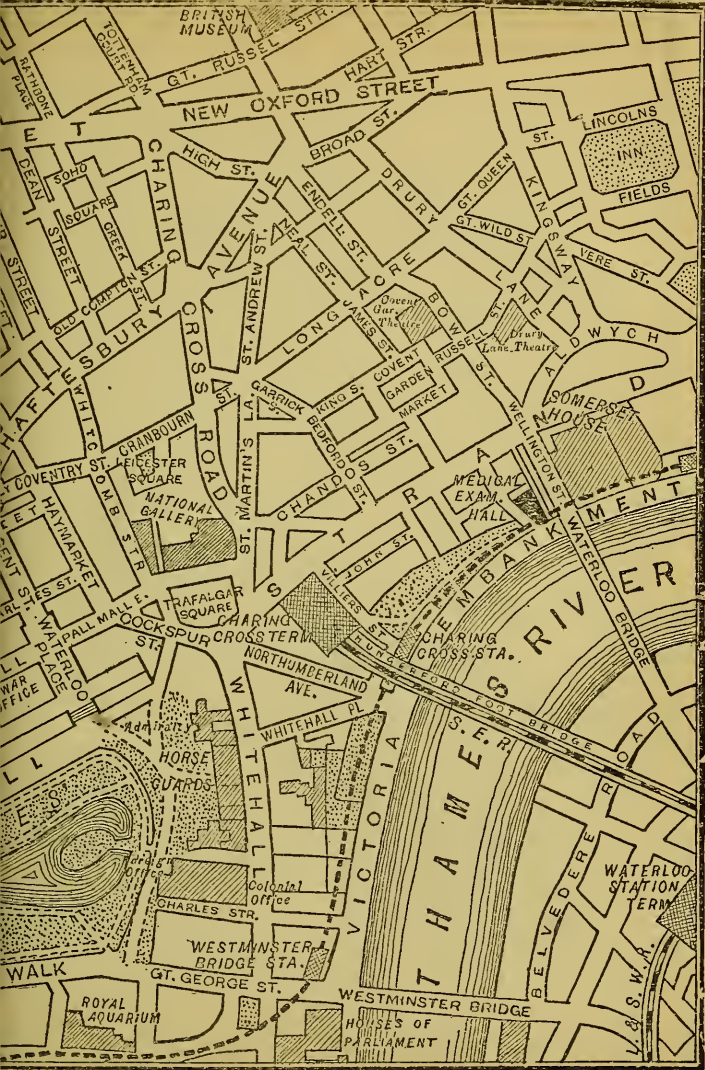 BRITISH
MUSEUM
TOTTENHAM
COURT RD.
RATHBONE
PLACE
GT. RUSSEL STR.
HART STR.
NEW OXFORD STREET
E T
HIGH ST.
BROAD ST.
ST.
LINCOLNS
INN
FIELDS
DEAN
STREET
SOHO
SQUARE
GREEK
ST.
CHARING
CROSS
ROAD
SHAFTESBURY
AVENUE
ENDELL ST.
DRURY
LANE
GT. QUEEN
KINGSWAY
GT. WILD ST
VERE ST.
NEAL ST.
ST. ANDREW ST.
STREET
OLD COMPTON ST.
LONG ACRE
JAMES ST.
Covent
Gar.
Theatre
BOW
ST.
RUSSELL ST.
Drury
Lane Theatre
ALDWYCH
COVENT
GARDEN
MARKET
KING S.
GARRICK
ST.
BEDFORD ST.
CHANDOS ST.
ST. MARTIN'S LA.
WHITCOMB STR
CRANBOURN
ST.
LEICESTER
SQUARE
COVENTRY ST.
NATIONAL
GALLER
HAYMARKET
SOMERSET
HOUSE
WELLINGTON ST.
STRAND
MEDICAL
EXAM.
HALL
EMBANKMENT
WATERLOO BRIDGE
JOHN ST.
VILLIERS ST.
CHARING
CROSS TERM
CHARING
CROSS STA.
TRAFALGAR
SQUARE
PALL MALL E.
COCKSPUR
ST.
WATERLOO
PLACE
WAR
OFFICE
LL
NORTHUMBERLAND
AVE.
WHITEHALL PL
HUNGERFORD FOOT BRIDGE
S. E. R.
RIVER
THAMES
WHITEHALL
Admiral
HORSE
GUARDS
Foreign
Office
Colonial
Office
CHARLES STR.
VICTORIA
WESTMINSTER
BRIDGE STA.
WALK
GT. GEORGE ST.
ROYAL
AQUARIUM
WESTMINSTER BRIDGE
HOUSES OF
PARLIAMENT
BELVEDERE ROAD
WATERLOO
STATION
TERM
L. & S. W. R.